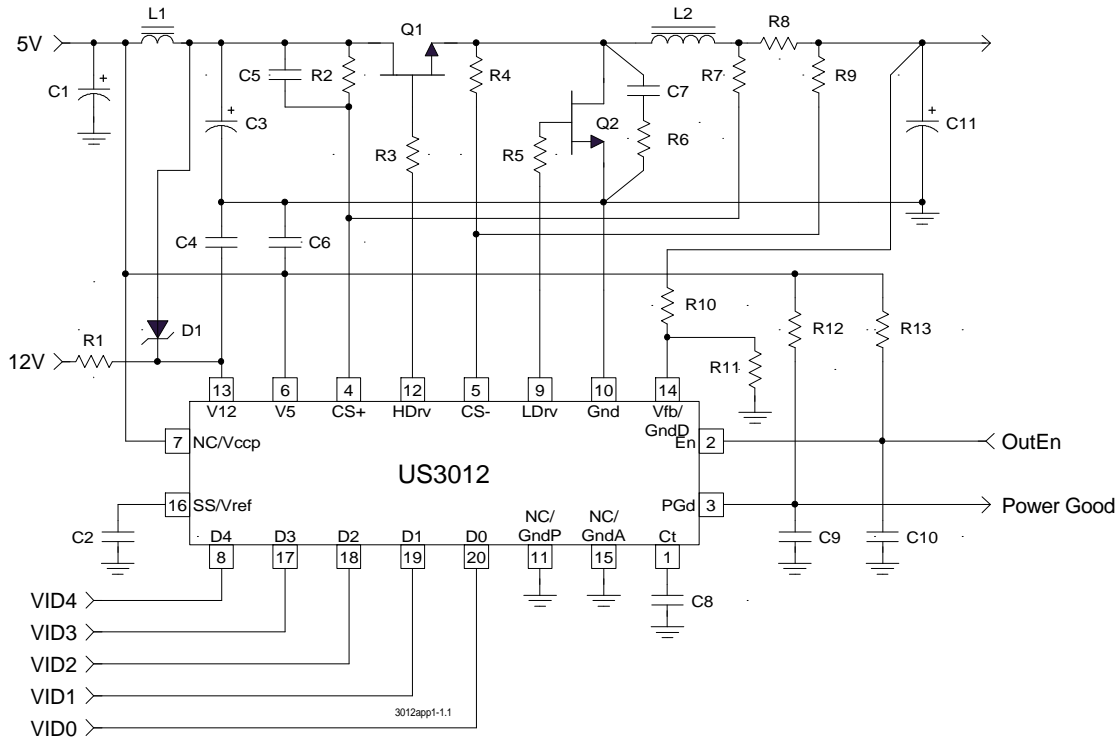 L1
L2
R8
5V
Q1
C5
R2
R4
R7
R9
C1
C7
C3
Q2
C11
R3
R5
R6
C4
C6
R10
D1
R12
R13
R1
12V
R11
13
6
4
12
5
9
10
14
V12
V5
CS+
HDrv
CS-
LDrv
Gnd
Vfb/
GndD
7
NC/Vccp
En
2
OutEn
US3012
16
SS/Vref
PGd
3
Power Good
C2
NC/
GndP
NC/
GndA
D4
D3
D2
D1
D0
Ct
C9
C10
8
17
18
19
20
11
15
1
C8
VID4
VID3
VID2
VID1
3012app1-1.1
VID0